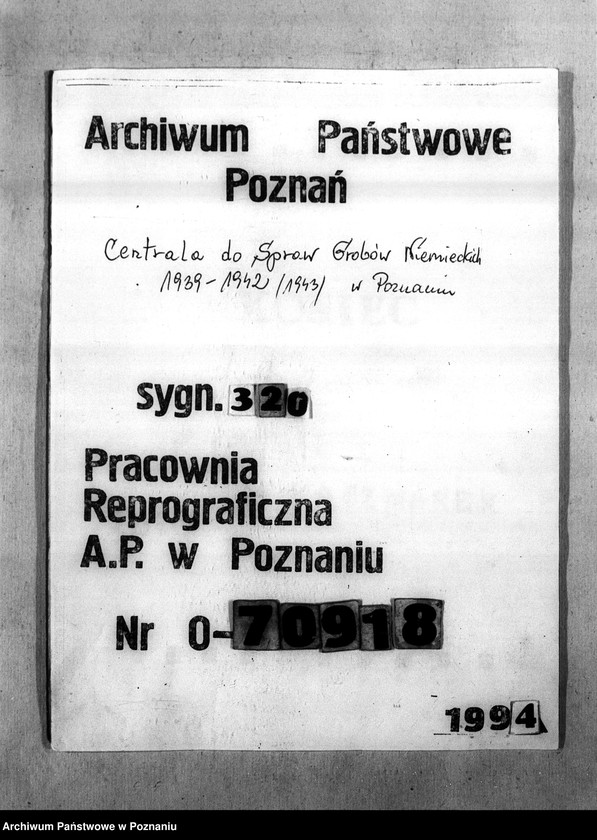 Archiwum Państwowe
Poznań
Centrala do Spraw Grobów Niemieckich
1939-1942 /1943/ w Poznaniu
sygn. 320
Pracownia
Reprograficzna
A.P. w Poznaniu
Nr O-70918
1994
Archiwum Państwowe w Poznaniu